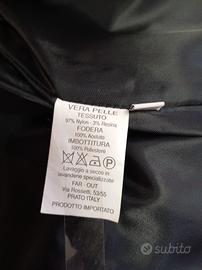 VERA PELLE
TESSUTO
97% Nylon - 3% Resina
FODERA
100% Acetato
IMBOTTITURA
100% Poliestere
Lavaggio a secco in
lavanderie specializzate
FAR - OUT
Via Rossetti, 53/55
PRATO ITALY
PRODOTTO IMPORTATO
subito